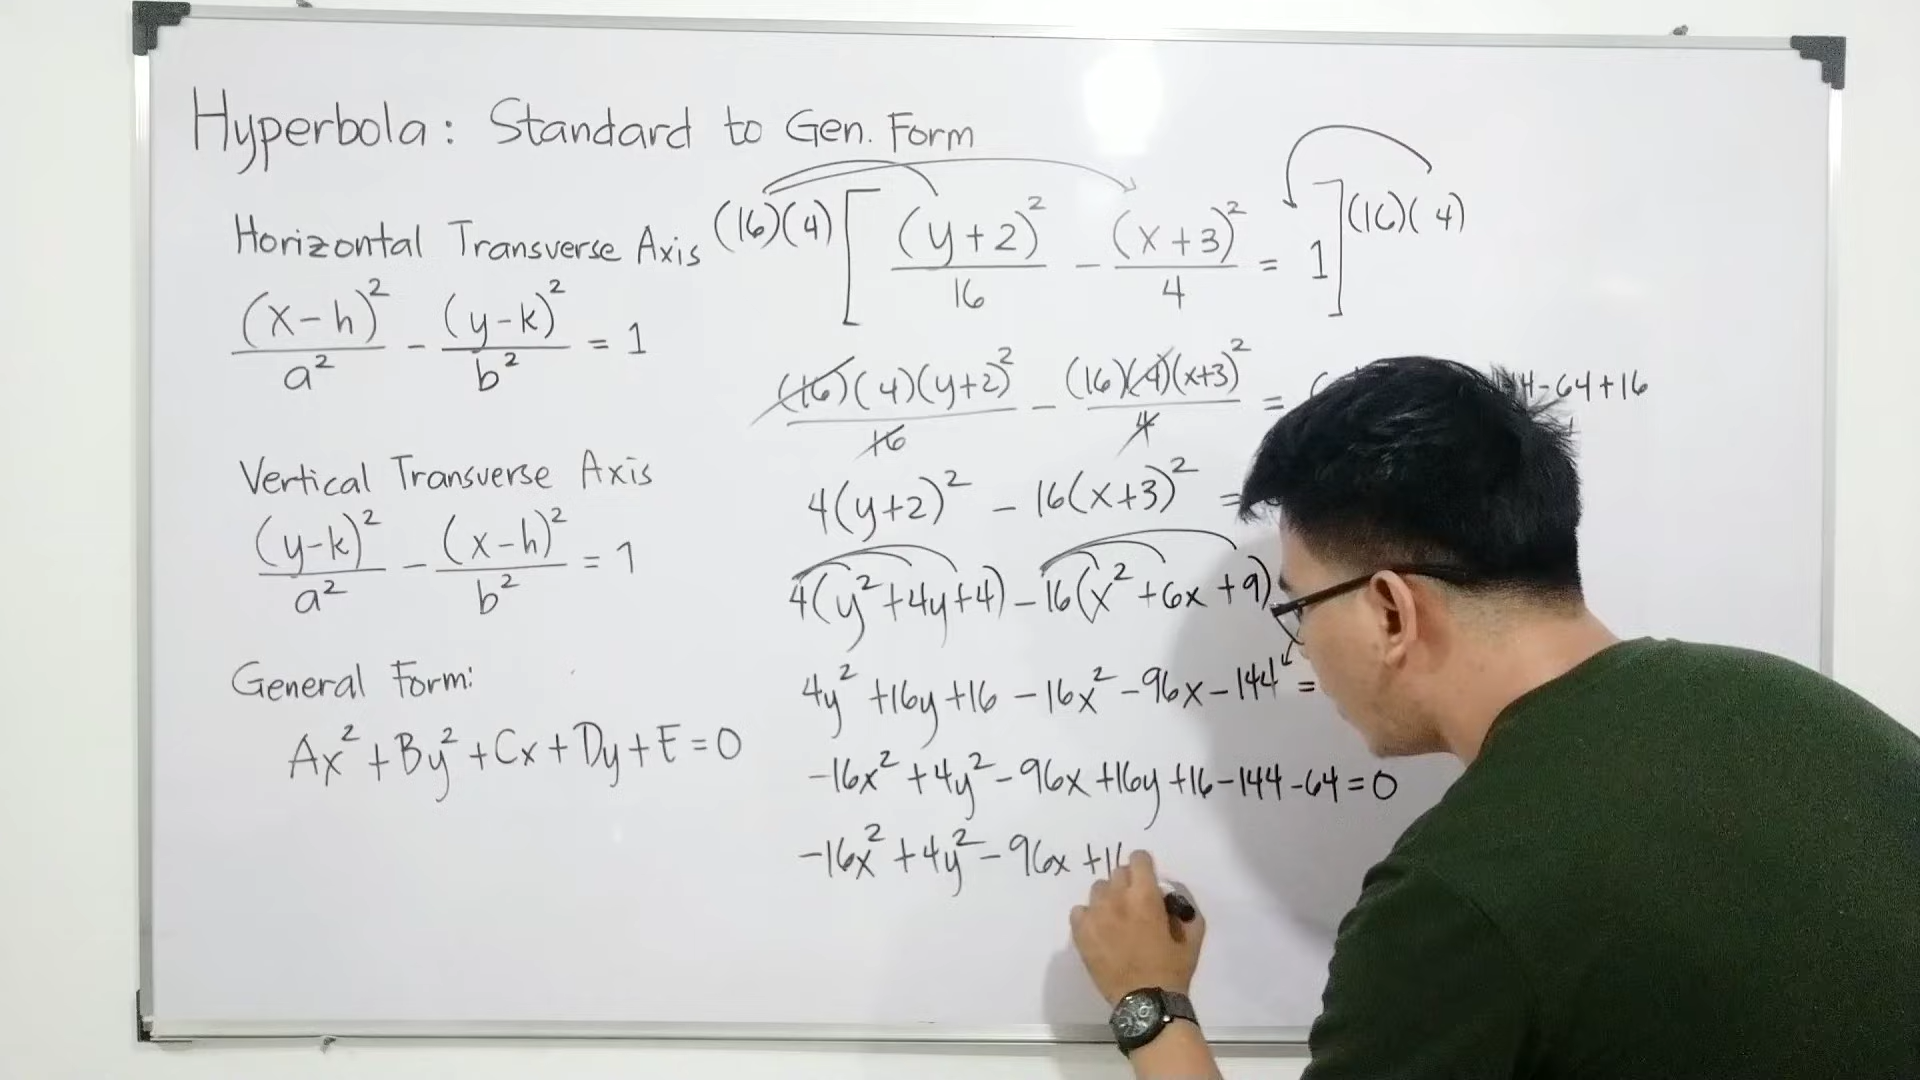 Hyperbola: Standard to Gen. Form
Horizontal Transverse Axis
(x-h)²/a² - (y-k)²/b² = 1
Vertical Transverse Axis
(y-k)²/a² - (x-h)²/b² = 1
General Form:
Ax² + By² + Cx + Dy + E = 0
(16)(4)[(y+2)²/16 - (x+3)²/4 = 1](16)(4)
(16)(4)(y+2)²/16 - (16)(4)(x+3)²/4 =
-64+16
4(y+2)² - 16(x+3)² =
4(y²+4y+4) - 16(x²+6x+9)
4y² +16y+16 - 16x² -96x-144 =
-16x² + 4y² - 96x +16y +16-144-64 = 0
-16x² + 4y² - 96x +16